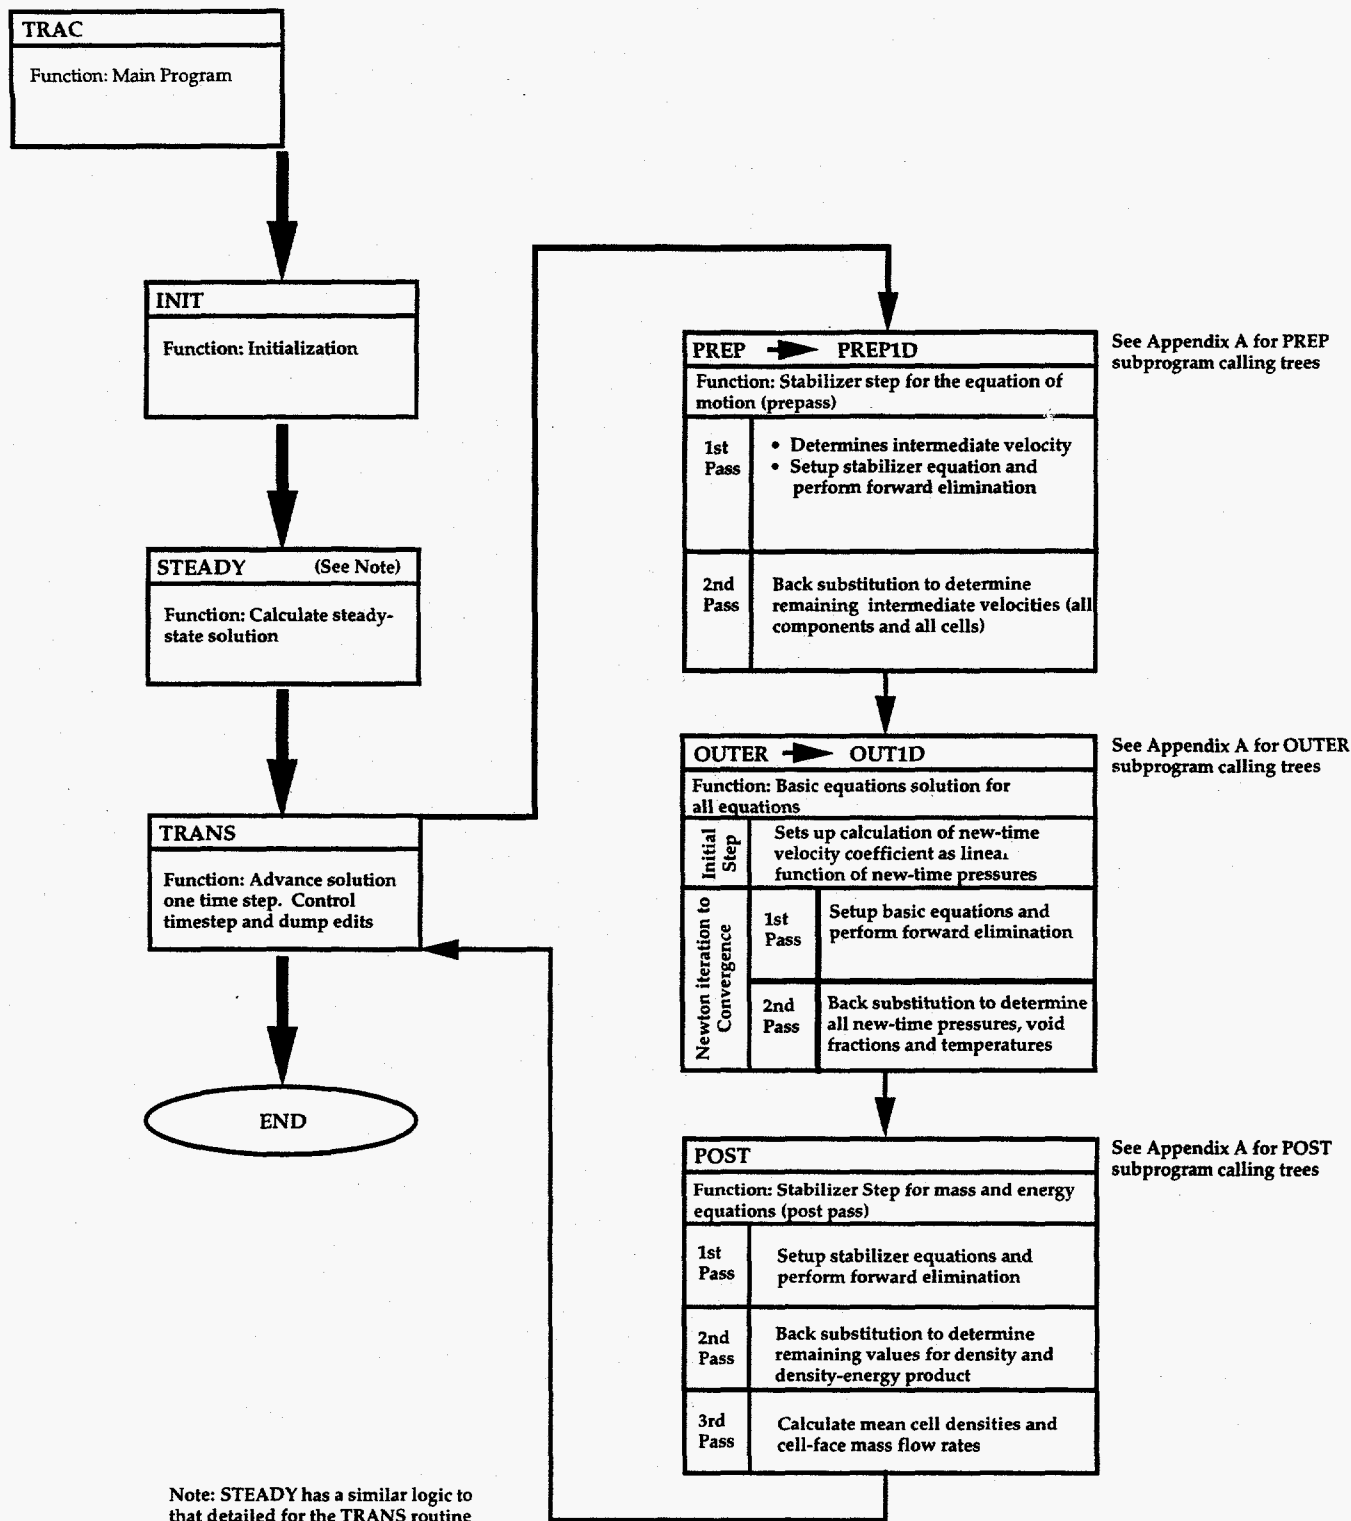 TRAC
Function: Main Program
INIT
Function: Initialization
STEADY (See Note)
Function: Calculate steady-
state solution
TRANS
Function: Advance solution
one time step. Control
timestep and dump edits
END
Note: STEADY has a similar logic to
that detailed for the TRANS routine
PREP PREP1D
Function: Stabilizer step for the equation of
motion (prepass)
1st
Pass
• Determines intermediate velocity
• Setup stabilizer equation and
perform forward elimination
2nd
Pass
Back substitution to determine
remaining intermediate velocities (all
components and all cells)
See Appendix A for PREP
subprogram calling trees
OUTER OUT1D
Function: Basic equations solution for
all equations
Initial
Step
Sets up calculation of new-time
velocity coefficient as linear
function of new-time pressures
Newton iteration to
Convergence
1st
Pass
Setup basic equations and
perform forward elimination
2nd
Pass
Back substitution to determine
all new-time pressures, void
fractions and temperatures
See Appendix A for OUTER
subprogram calling trees
POST
Function: Stabilizer Step for mass and energy
equations (post pass)
1st
Pass
Setup stabilizer equations and
perform forward elimination
2nd
Pass
Back substitution to determine
remaining values for density and
density-energy product
3rd
Pass
Calculate mean cell densities and
cell-face mass flow rates
See Appendix A for POST
subprogram calling trees